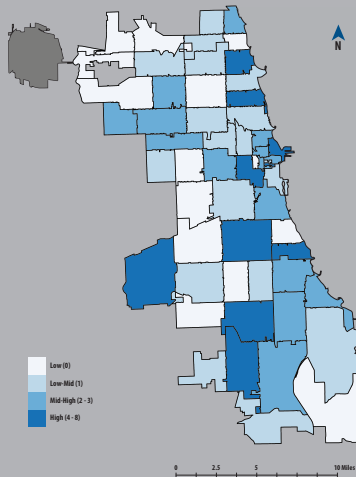 N
Low (0)
Low-Mid (1)
Mid-High (2 - 3)
High (4 - 8)
0 2.5 5 10 Miles